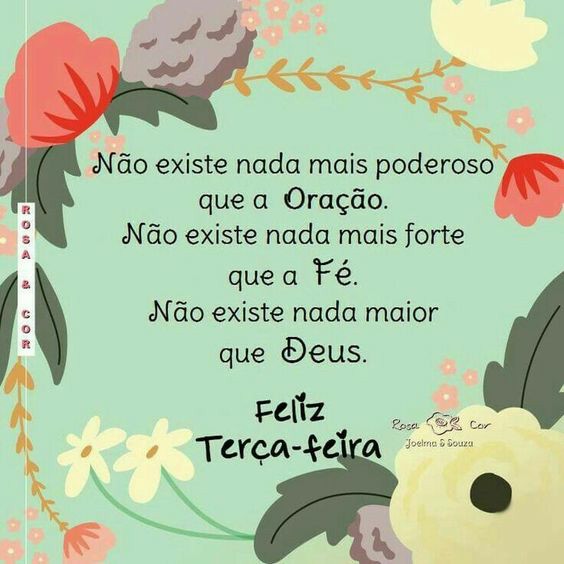 Não existe nada mais poderoso
que a Oração.
Não existe nada mais forte
que a Fé.
Não existe nada maior
que Deus.
Feliz
Terça-feira
ROSA & COR
Rosa Cor
Joelma S Souza